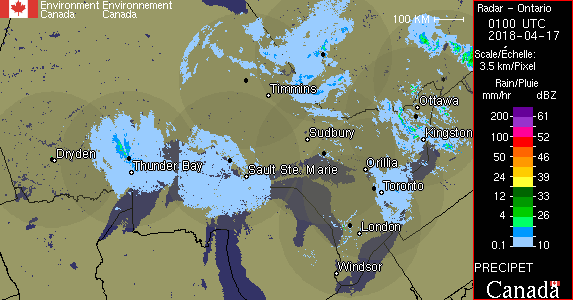 Environment Environnement
Canada Canada
100 KM
Timmins
Ottawa
Sudbury
Kingston
Dryden
Thunder Bay
Sault Ste. Marie
Orillia
Toronto
London
Windsor
Radar - Ontario
0100 UTC
2018-04-17
Scale/Échelle:
3.5 km/Pixel
Rain/Pluie
mm/hr dBZ
200 61
100 52
50 46
24 39
12 33
4 26
0.1 10
PRECIPET
Canada